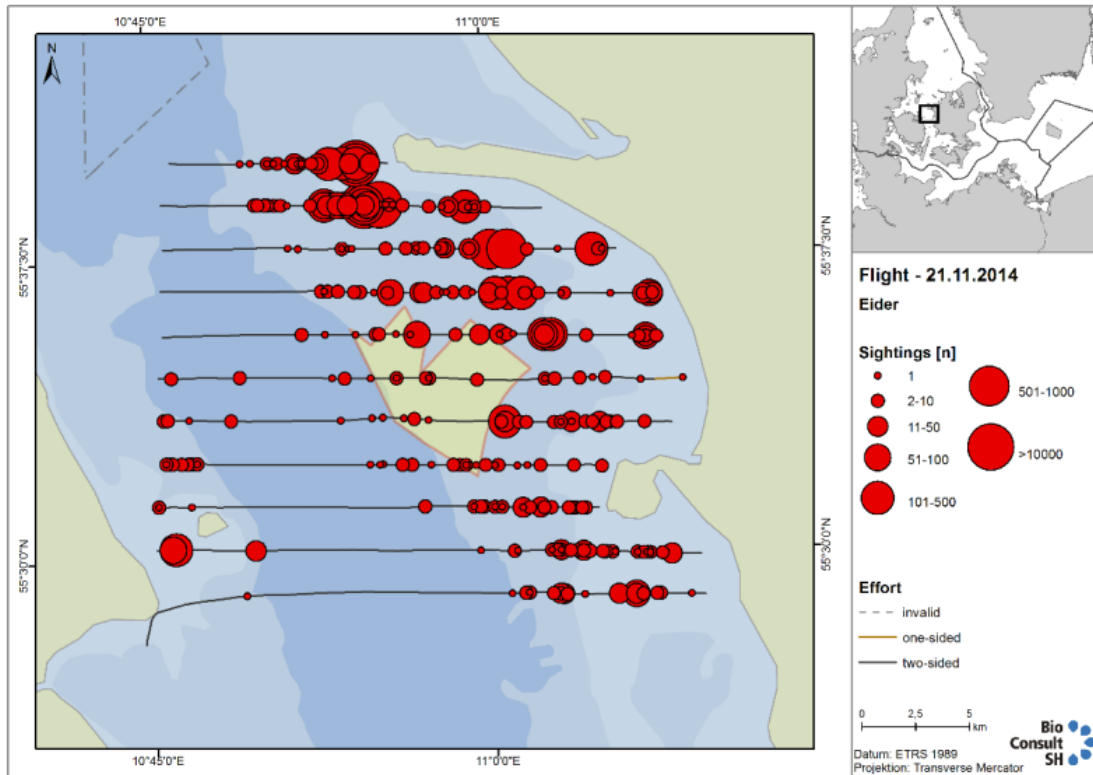 10°45'0"E
11°0'0"E
N
55°37'30"N
55°37'30"N
55°30'0"N
55°30'0"N
10°45'0"E
11°0'0"E
Flight - 21.11.2014
Eider
Sightings [n]
1
2-10
11-50
51-100
101-500
501-1000
>10000
Effort
invalid
one-sided
two-sided
0 2,5 5
km
Datum: ETRS 1989
Projektion: Transverse Mercator
Bio
Consult
SH